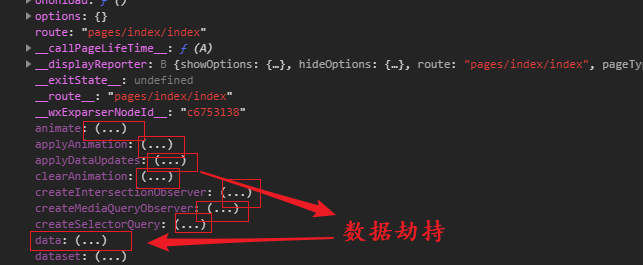 onunload: ƒ ()
options: {}
route: "pages/index/index"
__callPageLifeTime__: ƒ (A)
__displayReporter: B {showOptions: {…}, hideOptions: {…}, route: "pages/index/index", pageTy
__exitState__: undefined
__route__: "pages/index/index"
__wxExparserNodeId__: "c6753138"
animate: (...)
applyAnimation: (...)
applyDataUpdates: (...)
clearAnimation: (...)
createIntersectionObserver: (...)
createMediaQueryObserver: (...)
createSelectorQuery: (...)
数据劫持
data: (...)
dataset: (...)